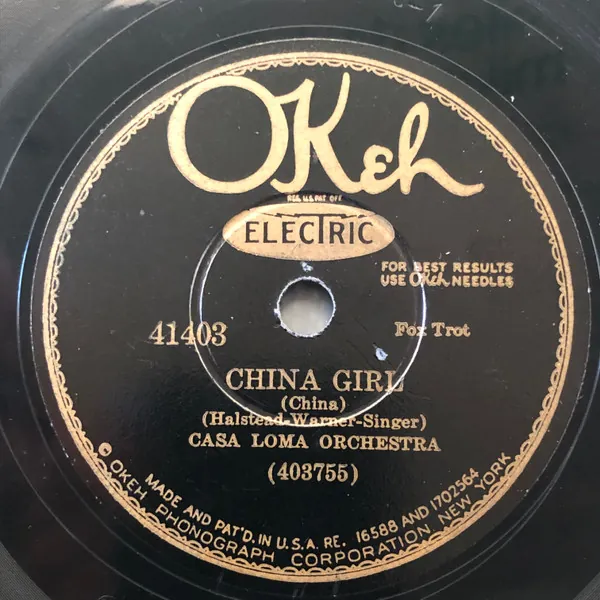 OKeh
REG. U.S. PAT. OFF.
ELECTRIC
FOR BEST RESULTS
USE OKeh NEEDLES
41403
Fox Trot
CHINA GIRL
(China)
(Halstead-Warner-Singer)
CASA LOMA ORCHESTRA
(403755)
MADE AND PAT'D. IN U.S.A. RE. 16588 AND 1702564
© OKEH PHONOGRAPH CORPORATION NEW YORK